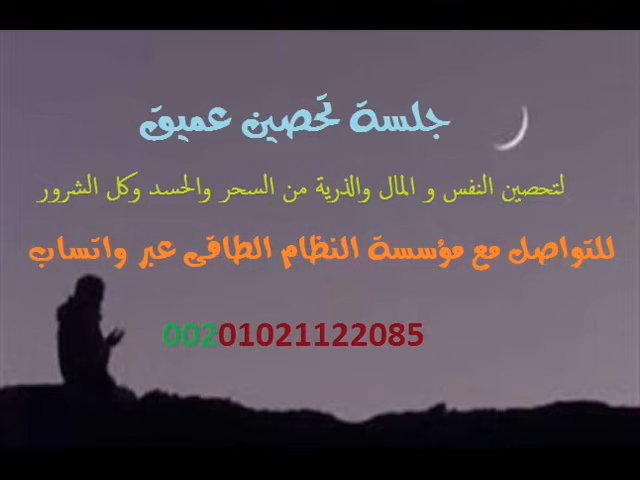 جلسة تحصين عميق
لتحصين النفس و المال والذرية من السحر والحسد وكل الشرور
للتواصل مع مؤسسة النظام الطاقى عبر واتساب
00201021122085